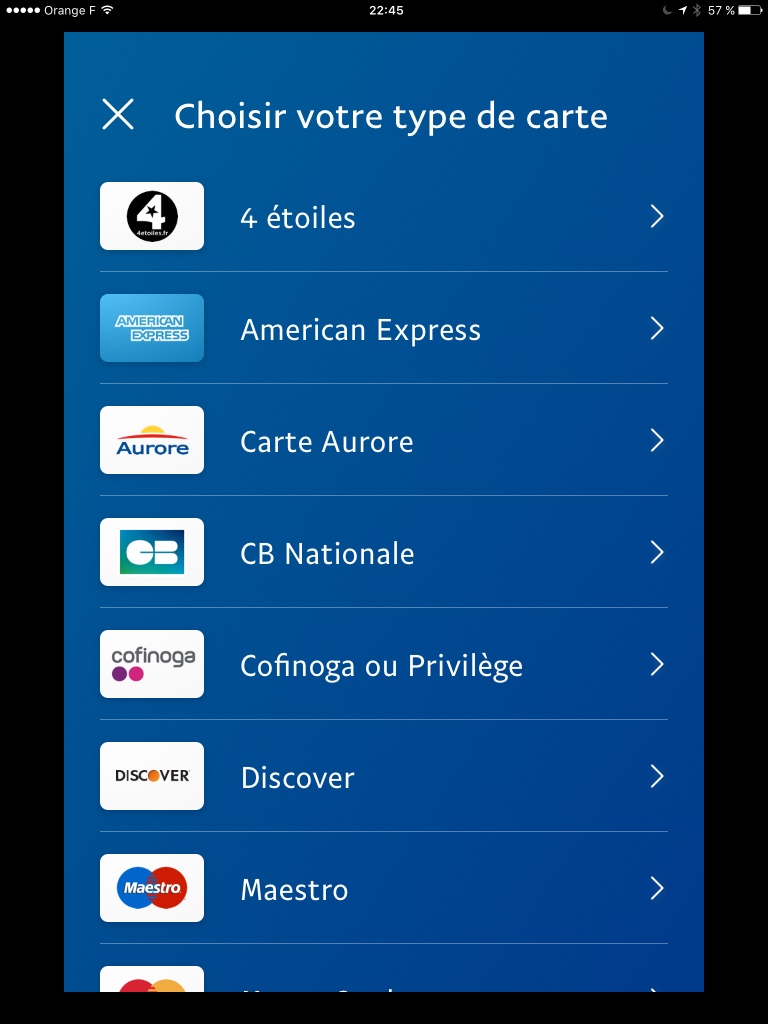 Orange F 22:45 57 %
Choisir votre type de carte
4
4etoiles.fr
4 étoiles
AMERICAN
EXPRESS
American Express
Aurore
Carte Aurore
CB
CB Nationale
cofinoga
Cofinoga ou Privilège
DISCOVER
Discover
Maestro
Maestro